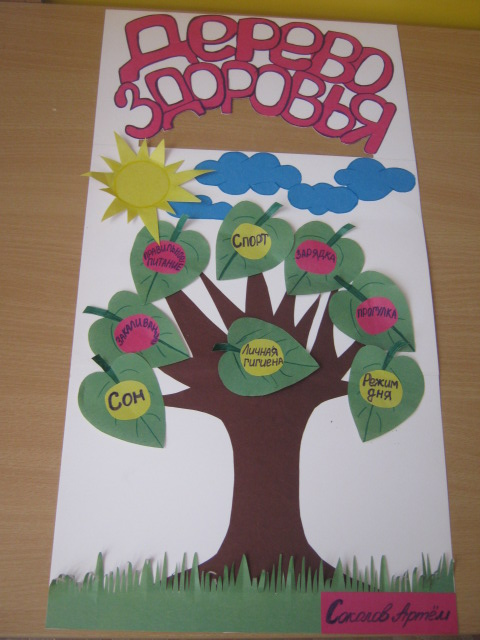 Дерево
здоровья
Правильное
питание
Спорт
Зарядка
Закаливание
Прогулка
Личная
гигиена
Сон
Режим
дня
Соколов Артём